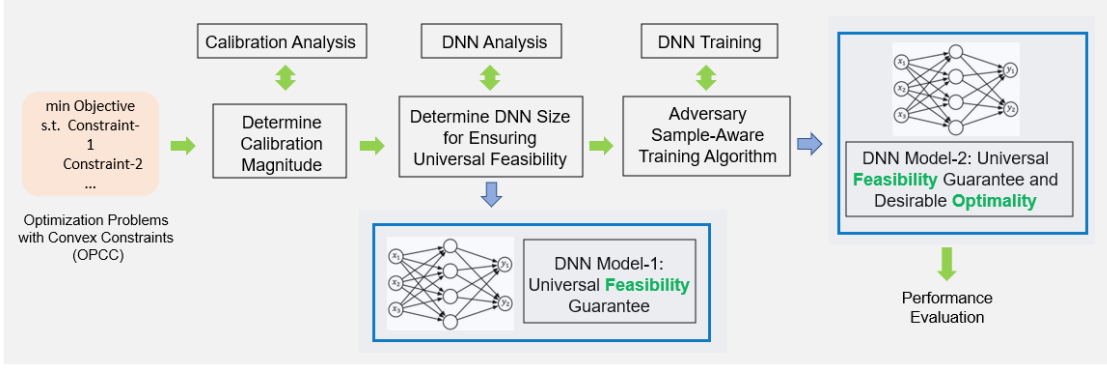 Calibration Analysis
DNN Analysis
DNN Training
min Objective
s.t. Constraint-
1
Constraint-2
...
Optimization Problems
with Convex Constraints
(OPCC)
Determine
Calibration
Magnitude
Determine DNN Size
for Ensuring
Universal Feasibility
Adversary
Sample-Aware
Training Algorithm
x₁
x₂
x₃
y₁
y₂
DNN Model-1:
Universal Feasibility
Guarantee
x₁
x₂
x₃
y₁
y₂
DNN Model-2: Universal
Feasibility Guarantee and
Desirable Optimality
Performance
Evaluation